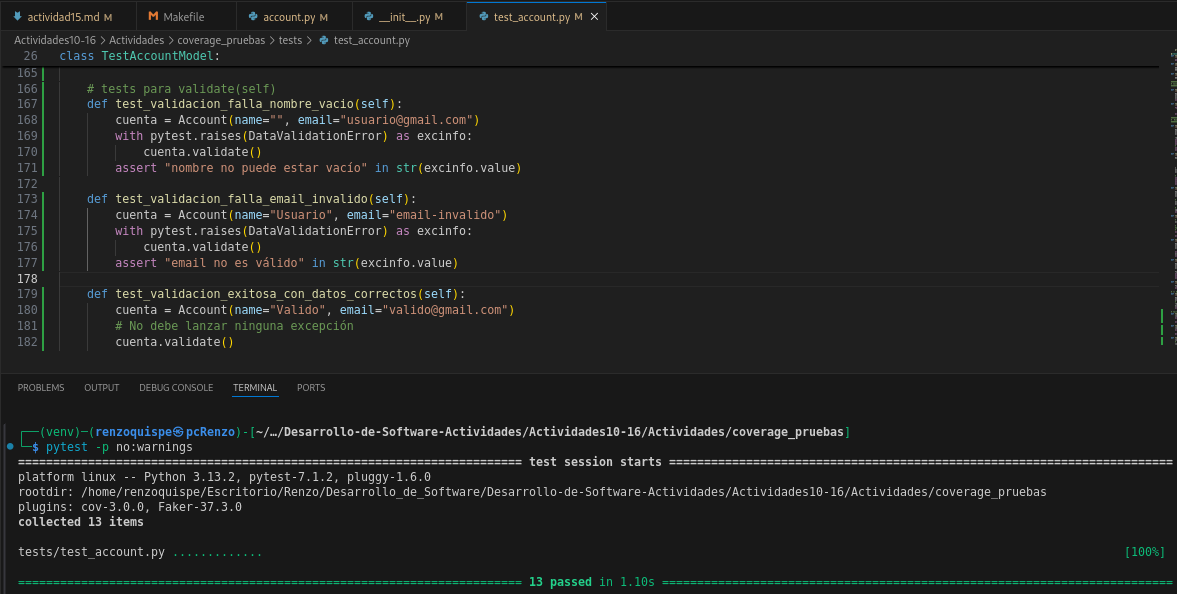 actividad15.md M
Makefile
account.py M
__init__.py M
test_account.py M ×
Actividades10-16 > Actividades > coverage_pruebas > tests > test_account.py
26 class TestAccountModel:
165
166 # tests para validate(self)
167 def test_validacion_falla_nombre_vacio(self):
168 cuenta = Account(name="", email="usuario@gmail.com")
169 with pytest.raises(DataValidationError) as excinfo:
170 cuenta.validate()
171 assert "nombre no puede estar vacío" in str(excinfo.value)
172
173 def test_validacion_falla_email_invalido(self):
174 cuenta = Account(name="Usuario", email="email-invalido")
175 with pytest.raises(DataValidationError) as excinfo:
176 cuenta.validate()
177 assert "email no es válido" in str(excinfo.value)
178
179 def test_validacion_exitosa_con_datos_correctos(self):
180 cuenta = Account(name="Valido", email="valido@gmail.com")
181 # No debe lanzar ninguna excepción
182 cuenta.validate()
PROBLEMS OUTPUT DEBUG CONSOLE TERMINAL PORTS
┌──(venv)─(renzoquispe㉿pcRenzo)-[~/…/Desarrollo-de-Software-Actividades/Actividades10-16/Actividades/coverage_pruebas]
└─$ pytest -p no:warnings
========================================================================= test session starts =========================================================================
platform linux -- Python 3.13.2, pytest-7.1.2, pluggy-1.6.0
rootdir: /home/renzoquispe/Escritorio/Renzo/Desarrollo_de_Software/Desarrollo-de-Software-Actividades/Actividades10-16/Actividades/coverage_pruebas
plugins: cov-3.0.0, Faker-37.3.0
collected 13 items
tests/test_account.py ............. [100%]
========================================================================= 13 passed in 1.10s ==========================================================================